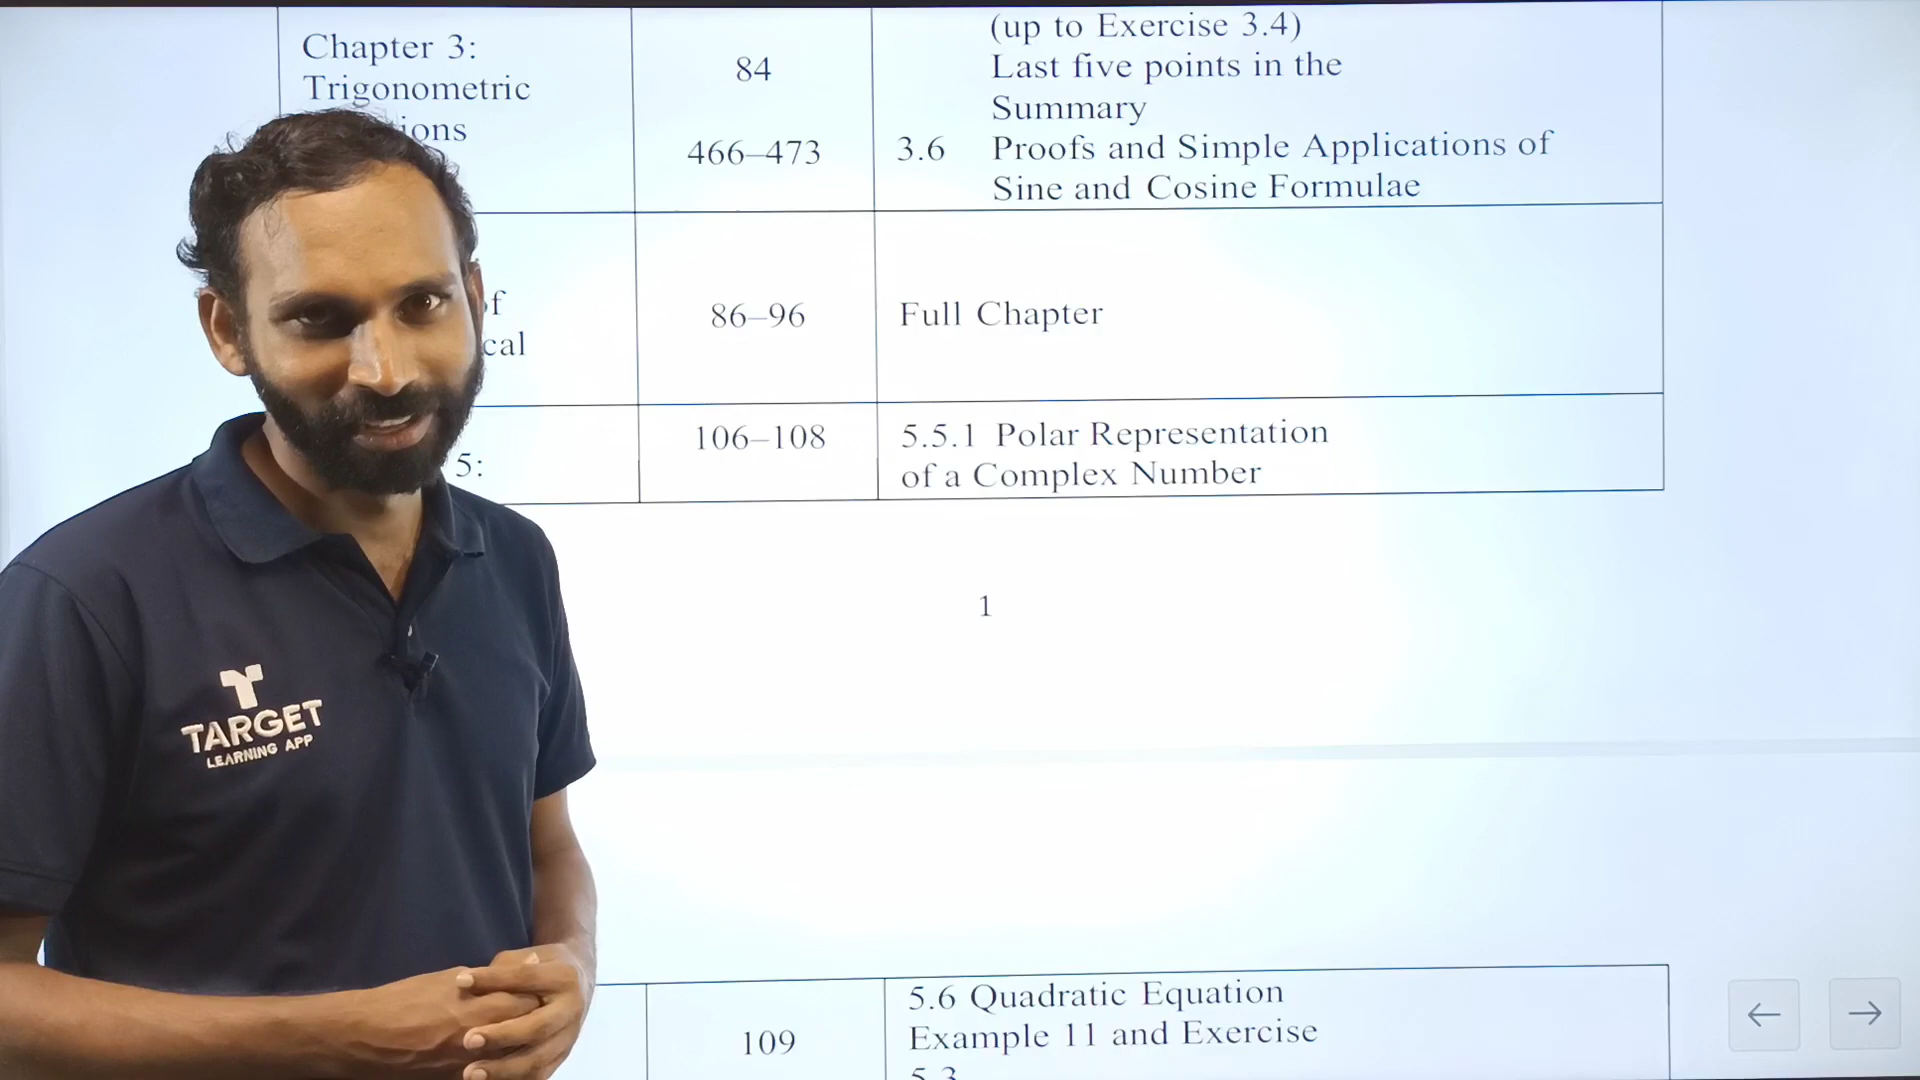 Chapter 3:
Trigonometric
ions
84
466–473
(up to Exercise 3.4)
Last five points in the
Summary
3.6 Proofs and Simple Applications of
Sine and Cosine Formulae
of
cal
86–96
Full Chapter
5:
106–108
5.5.1 Polar Representation
of a Complex Number
1
TARGET
LEARNING APP
109
5.6 Quadratic Equation
Example 11 and Exercise
5.3